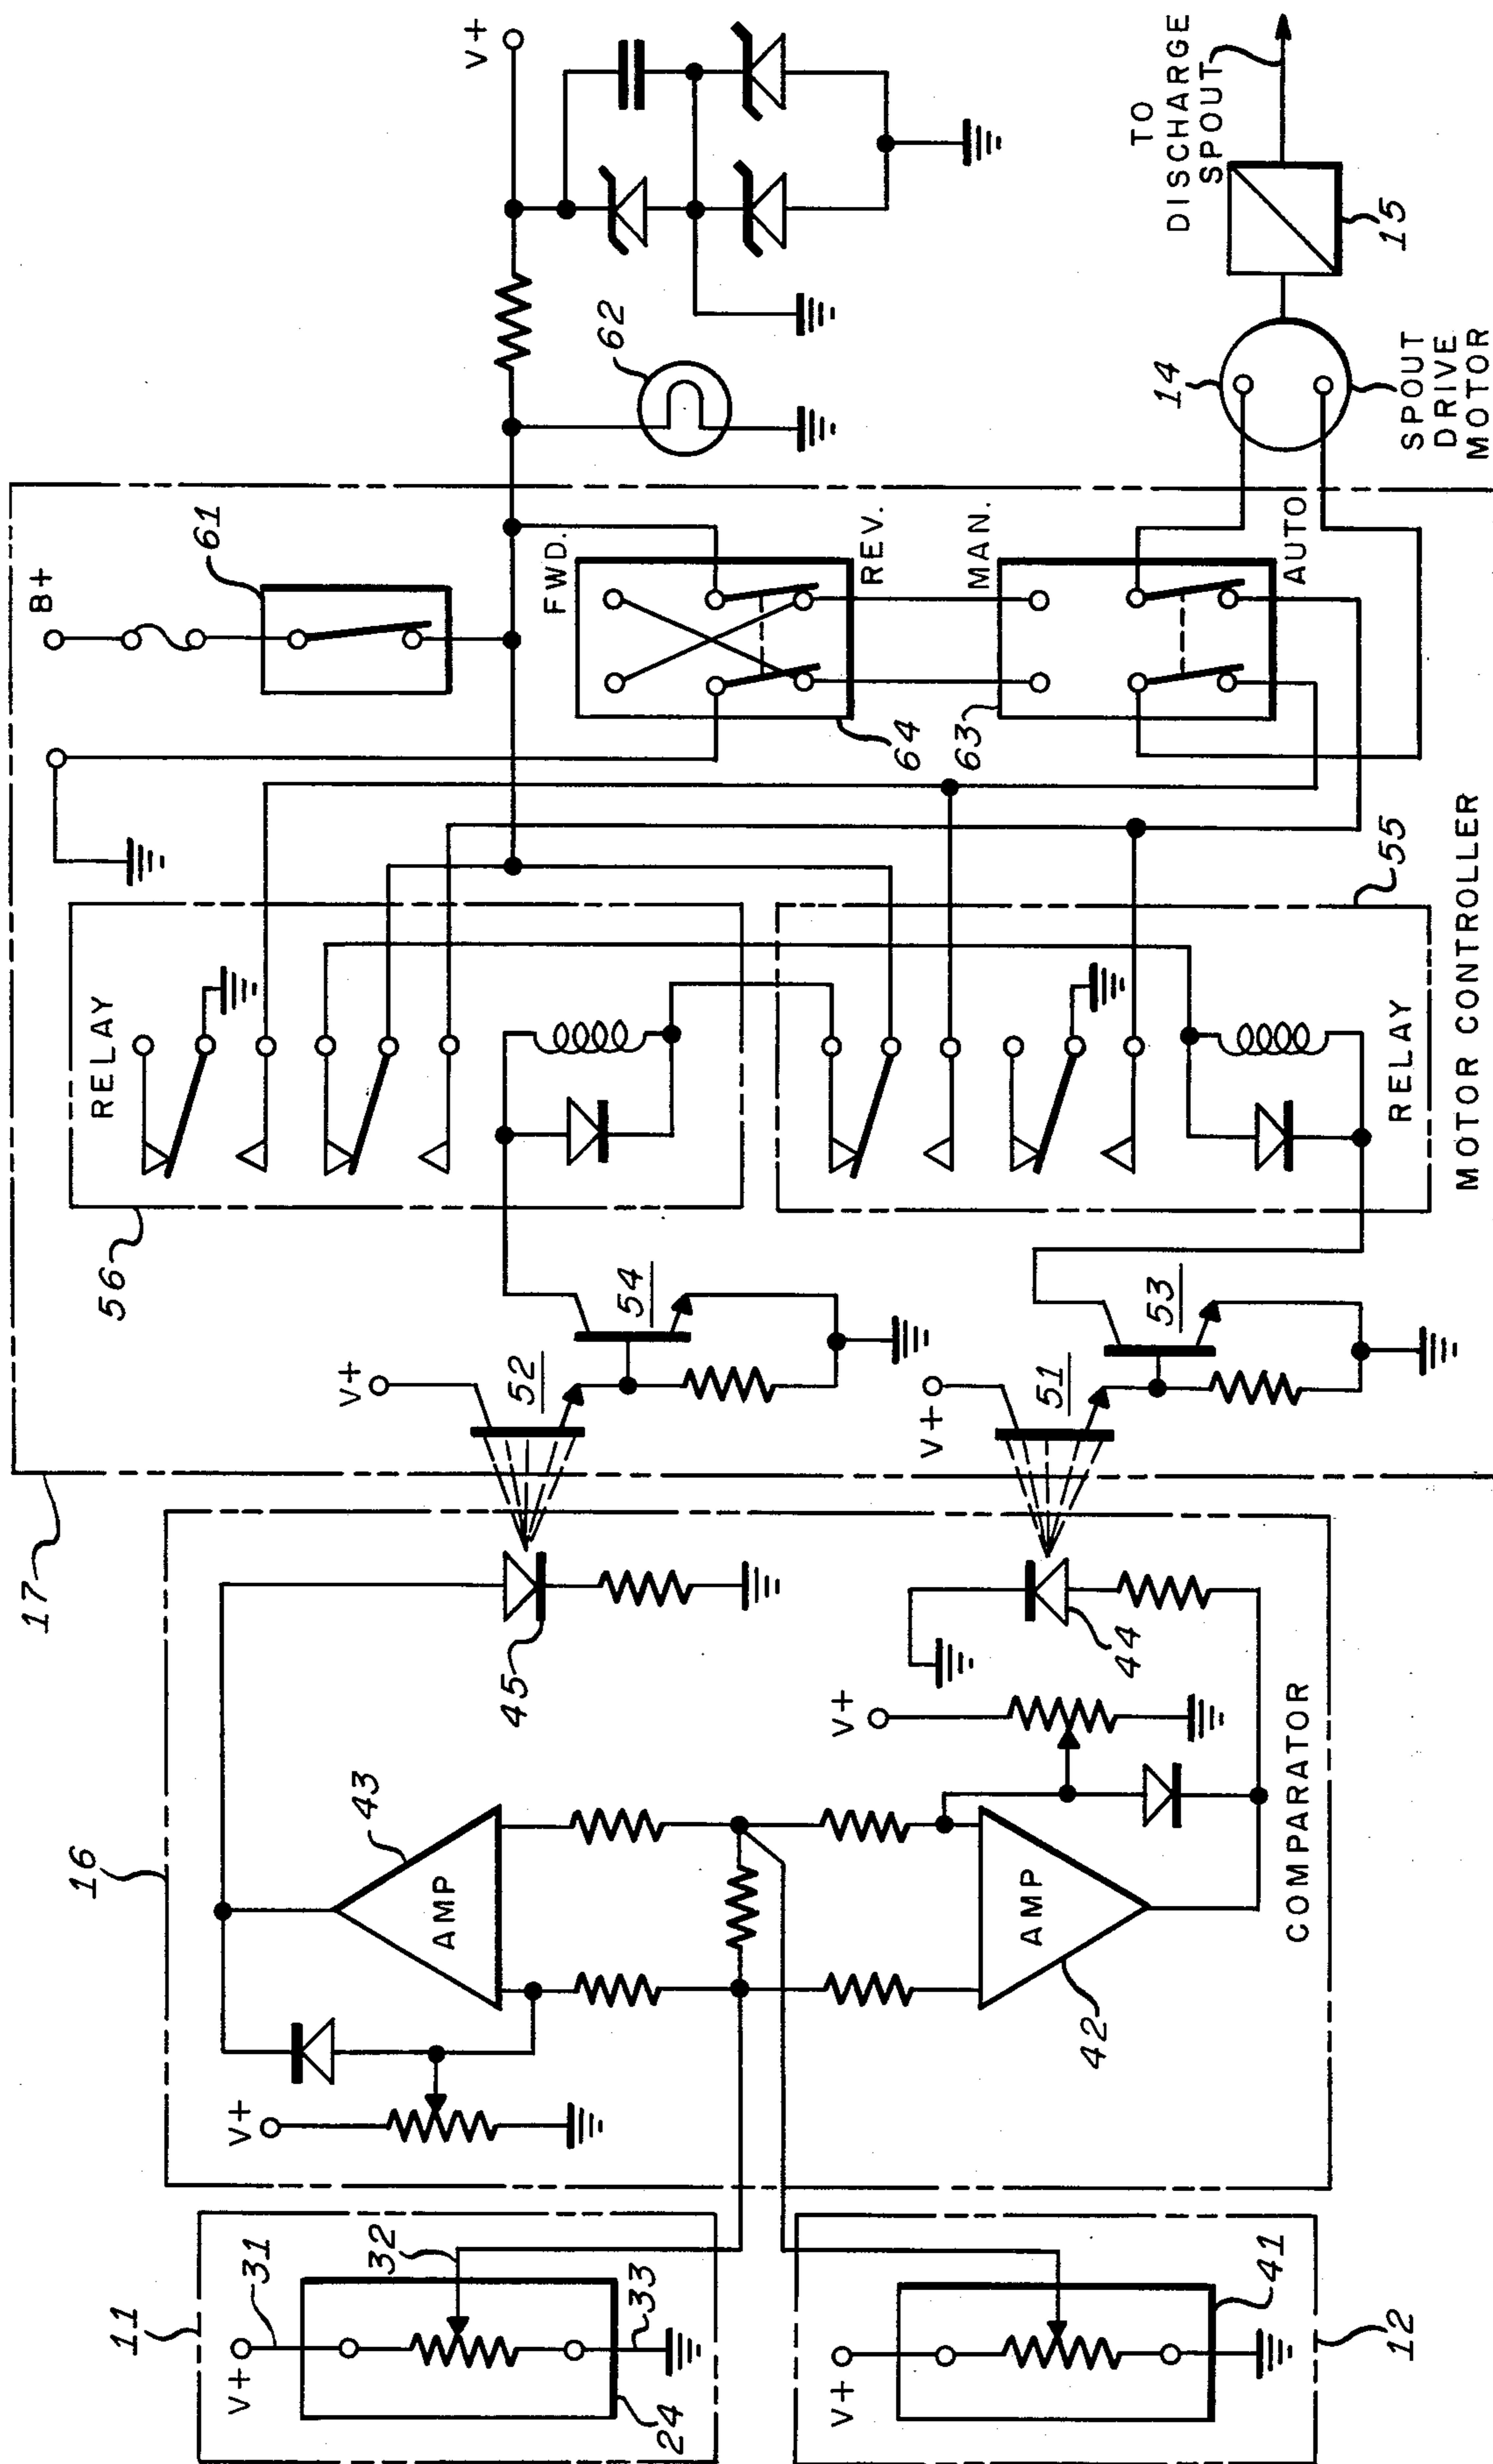 11
V+
31
32
33
24
V+
41
12
16
V+
43
AMP
AMP
42
45
V+
44
COMPARATOR
17
V+
52
54
V+
51
53
56
RELAY
RELAY
55
MOTOR CONTROLLER
B+
61
FWD.
REV.
64
MAN.
63
AUTO
62
V+
14
SPOUT
DRIVE
MOTOR
15
TO
DISCHARGE
SPOUT